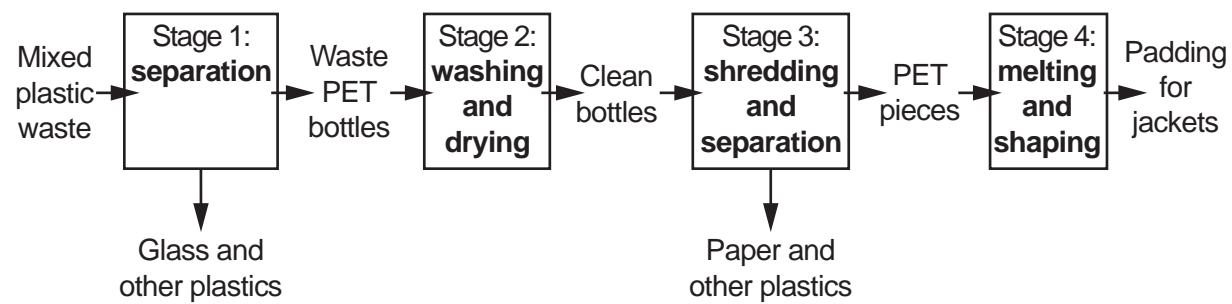 Mixed
plastic
waste
Stage 1:
separation
Glass and
other plastics
Waste
PET
bottles
Stage 2:
washing
and
drying
Clean
bottles
Stage 3:
shredding
and
separation
Paper and
other plastics
PET
pieces
Stage 4:
melting
and
shaping
Padding
for
jackets